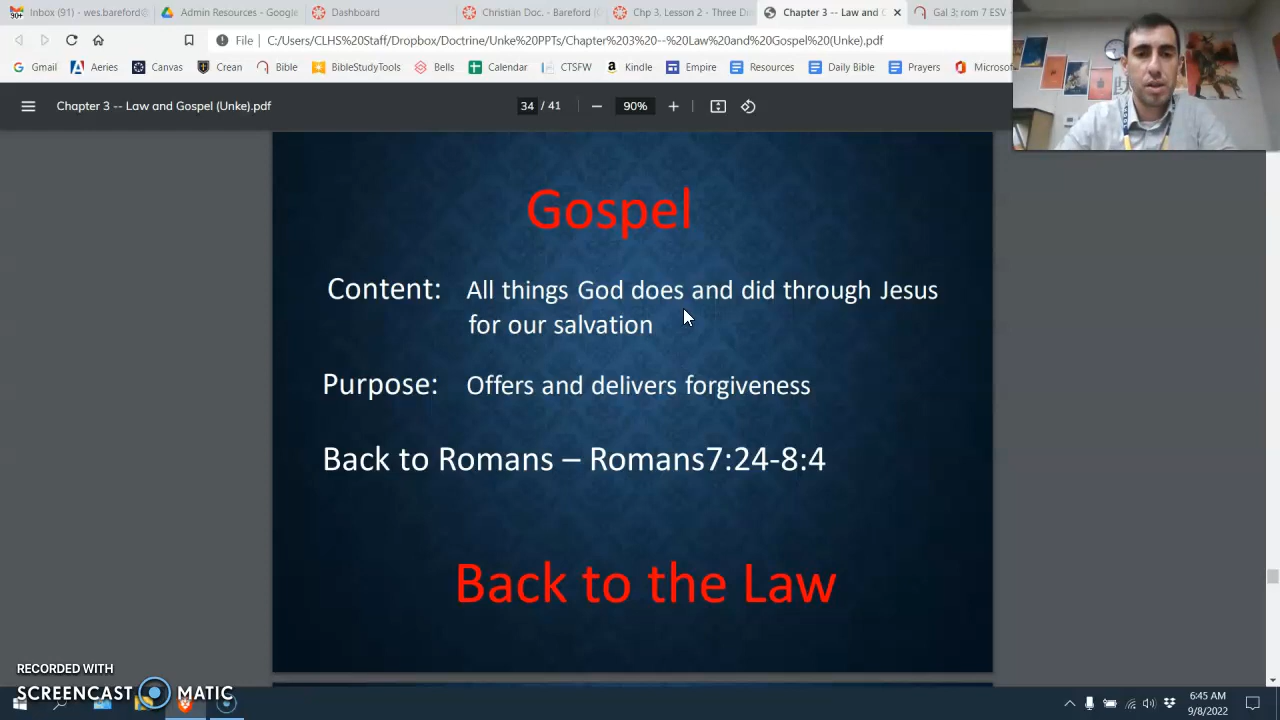 Inbox (91) - wes.bareford@
Admin Resources - Google
Dashboard
Christian Doc. - Bareford (
Chp 3, Lesson 2 - Three Di
Chapter 3 -- Law and G
Gal 3; rom 7 ESV
File
C:/Users/CLHS%20Staff/Dropbox/Doctrine/Unke%20PPTs/Chapter%203%20--%20Law%20and%20Gospel%20(Unke).pdf
Gmail
Aeries
Canvas
Crean
Bible
BiblestudyTools
Bells
Calendar
CTSFW
Kindle
Empire
Resources
Daily Bible
Prayers
Microsof
Chapter 3 -- Law and Gospel (Unke).pdf
34 / 41
90%
Gospel
Content: All things God does and did through Jesus
for our salvation
Purpose: Offers and delivers forgiveness
Back to Romans – Romans7:24-8:4
Back to the Law
RECORDED WITH
SCREENCAST MATIC
6:45 AM
9/8/2022